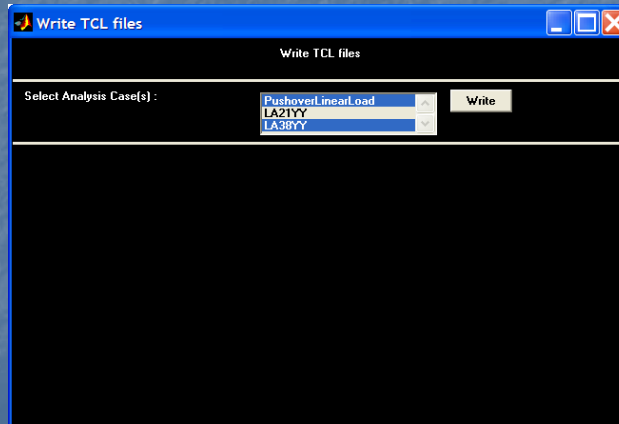 Write TCL files
Write TCL files
Select Analysis Case(s) :
PushoverLinearLoad
LA21YY
LA38YY
Write